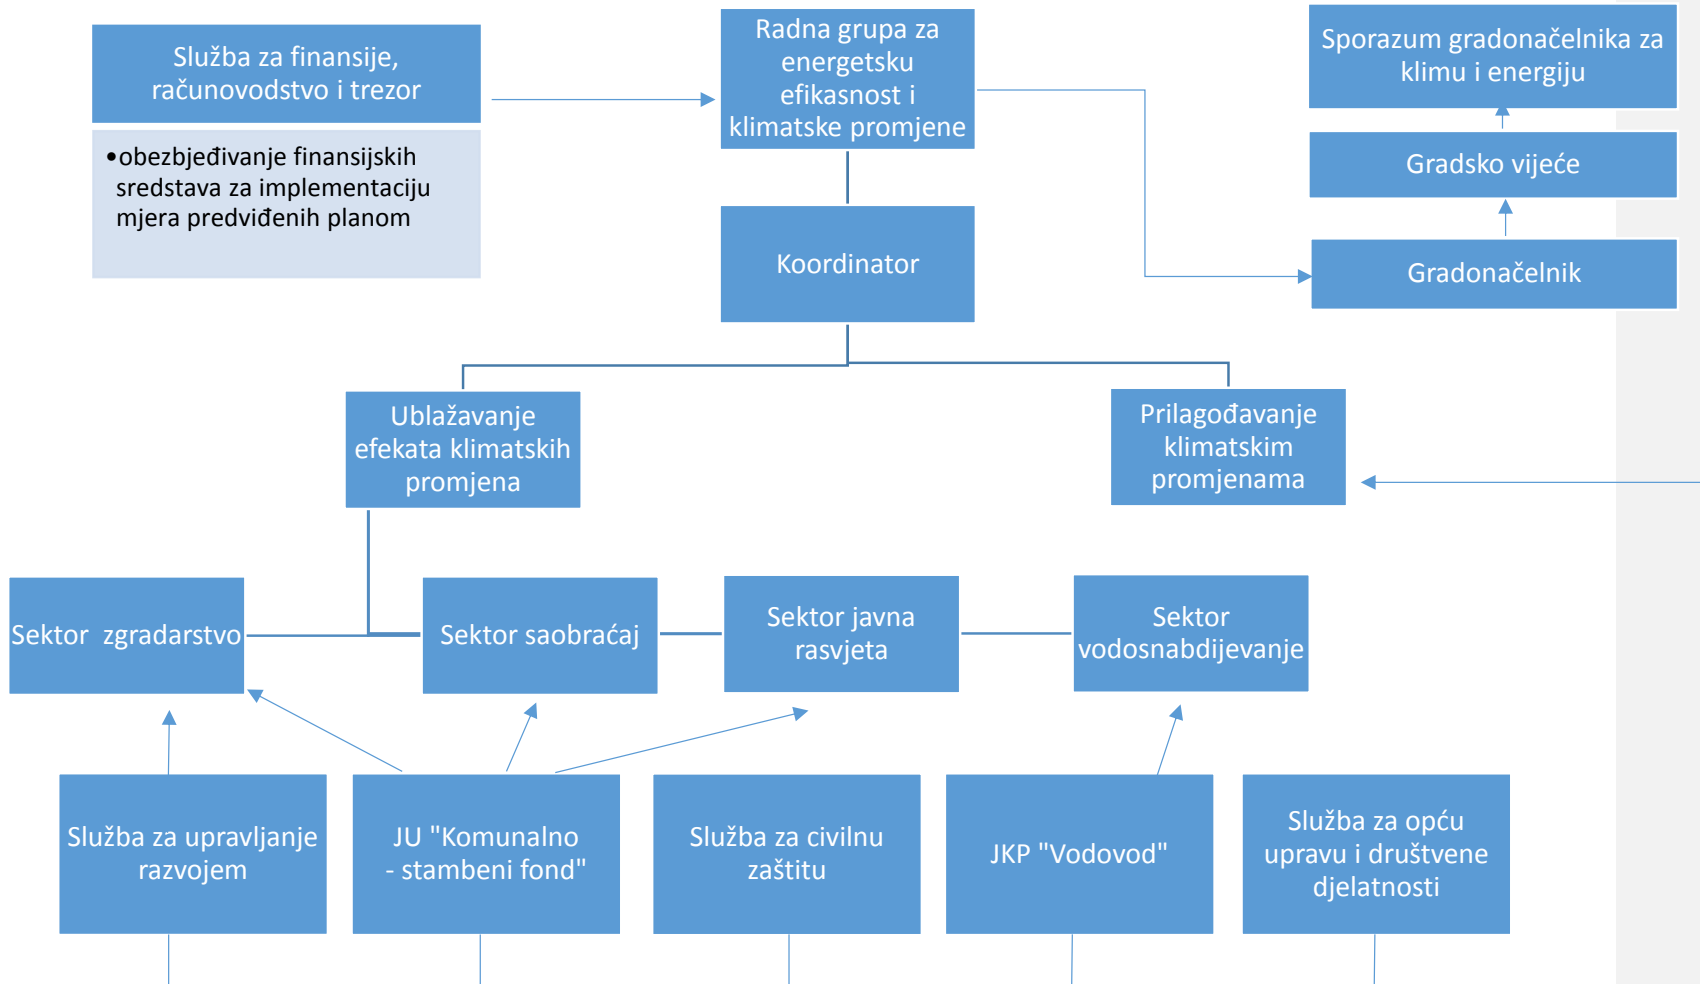 Služba za finansije,
računovodstvo i trezor
•obezbjeđivanje finansijskih
sredstava za implementaciju
mjera predviđenih planom
Radna grupa za
energetsku
efikasnost i
klimatske promjene
Sporazum gradonačelnika za
klimu i energiju
Gradsko vijeće
Gradonačelnik
Koordinator
Ublažavanje
efekata klimatskih
promjena
Prilagođavanje
klimatskim
promjenama
Sektor  zgradarstvo
Sektor saobraćaj
Sektor javna
rasvjeta
Sektor
vodosnabdijevanje
Služba za upravljanje
razvojem
JU "Komunalno
- stambeni fond"
Služba za civilnu
zaštitu
JKP "Vodovod"
Služba za opću
upravu i društvene
djelatnosti